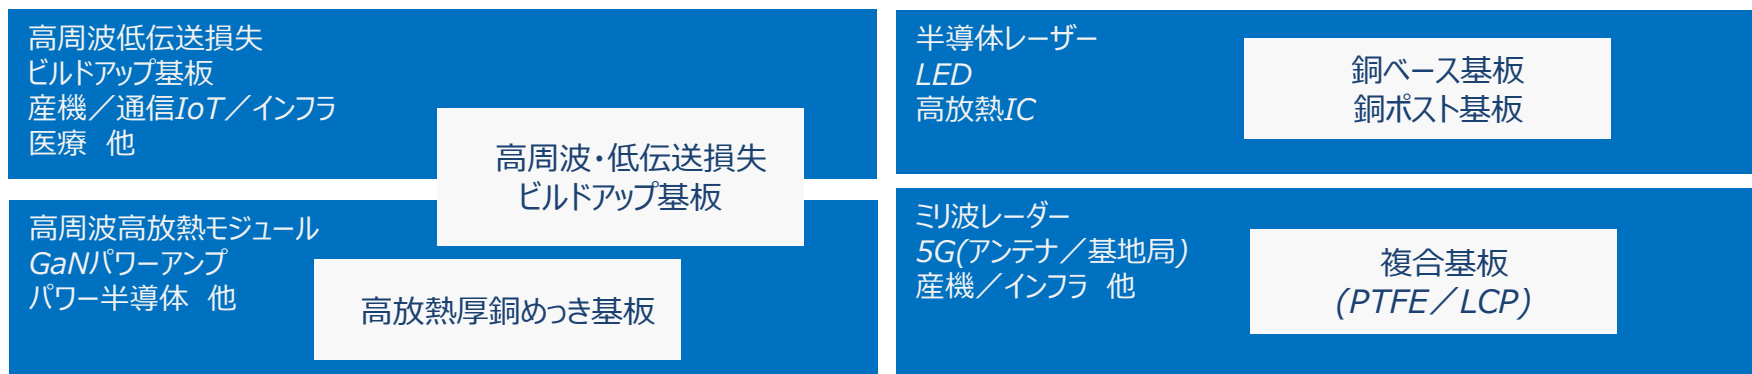 高周波低伝送損失
ビルドアップ基板
産機／通信IoT／インフラ
医療　他
高周波・低伝送損失
ビルドアップ基板
高周波高放熱モジュール
GaNパワーアンプ
パワー半導体　他
高放熱厚銅めっき基板
半導体レーザー
LED
高放熱IC
銅ベース基板
銅ポスト基板
ミリ波レーダー
5G(アンテナ／基地局)
産機／インフラ　他
複合基板
(PTFE／LCP)